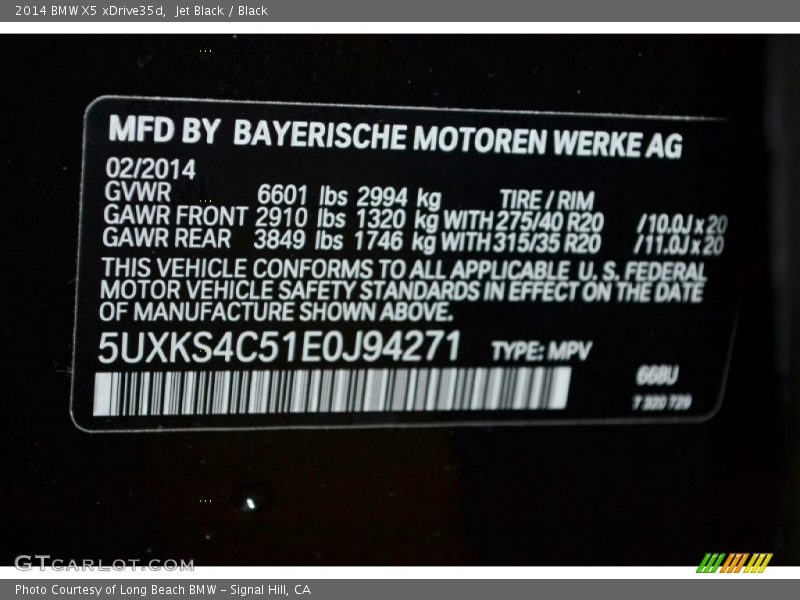 2014 BMW X5 xDrive35d, Jet Black / Black
MFD BY BAYERISCHE MOTOREN WERKE AG
02/2014
GVWR 6601 lbs 2994 kg TIRE / RIM
GAWR FRONT 2910 lbs 1320 kg WITH 275/40 R20 /10.0J x 20
GAWR REAR 3849 lbs 1746 kg WITH 315/35 R20 /11.0J x 20
THIS VEHICLE CONFORMS TO ALL APPLICABLE U. S. FEDERAL
MOTOR VEHICLE SAFETY STANDARDS IN EFFECT ON THE DATE
OF MANUFACTURE SHOWN ABOVE.
5UXKS4C51E0J94271 TYPE: MPV
668U
7 320 729
GTCARLOT.COM
Photo Courtesy of Long Beach BMW - Signal Hill, CA